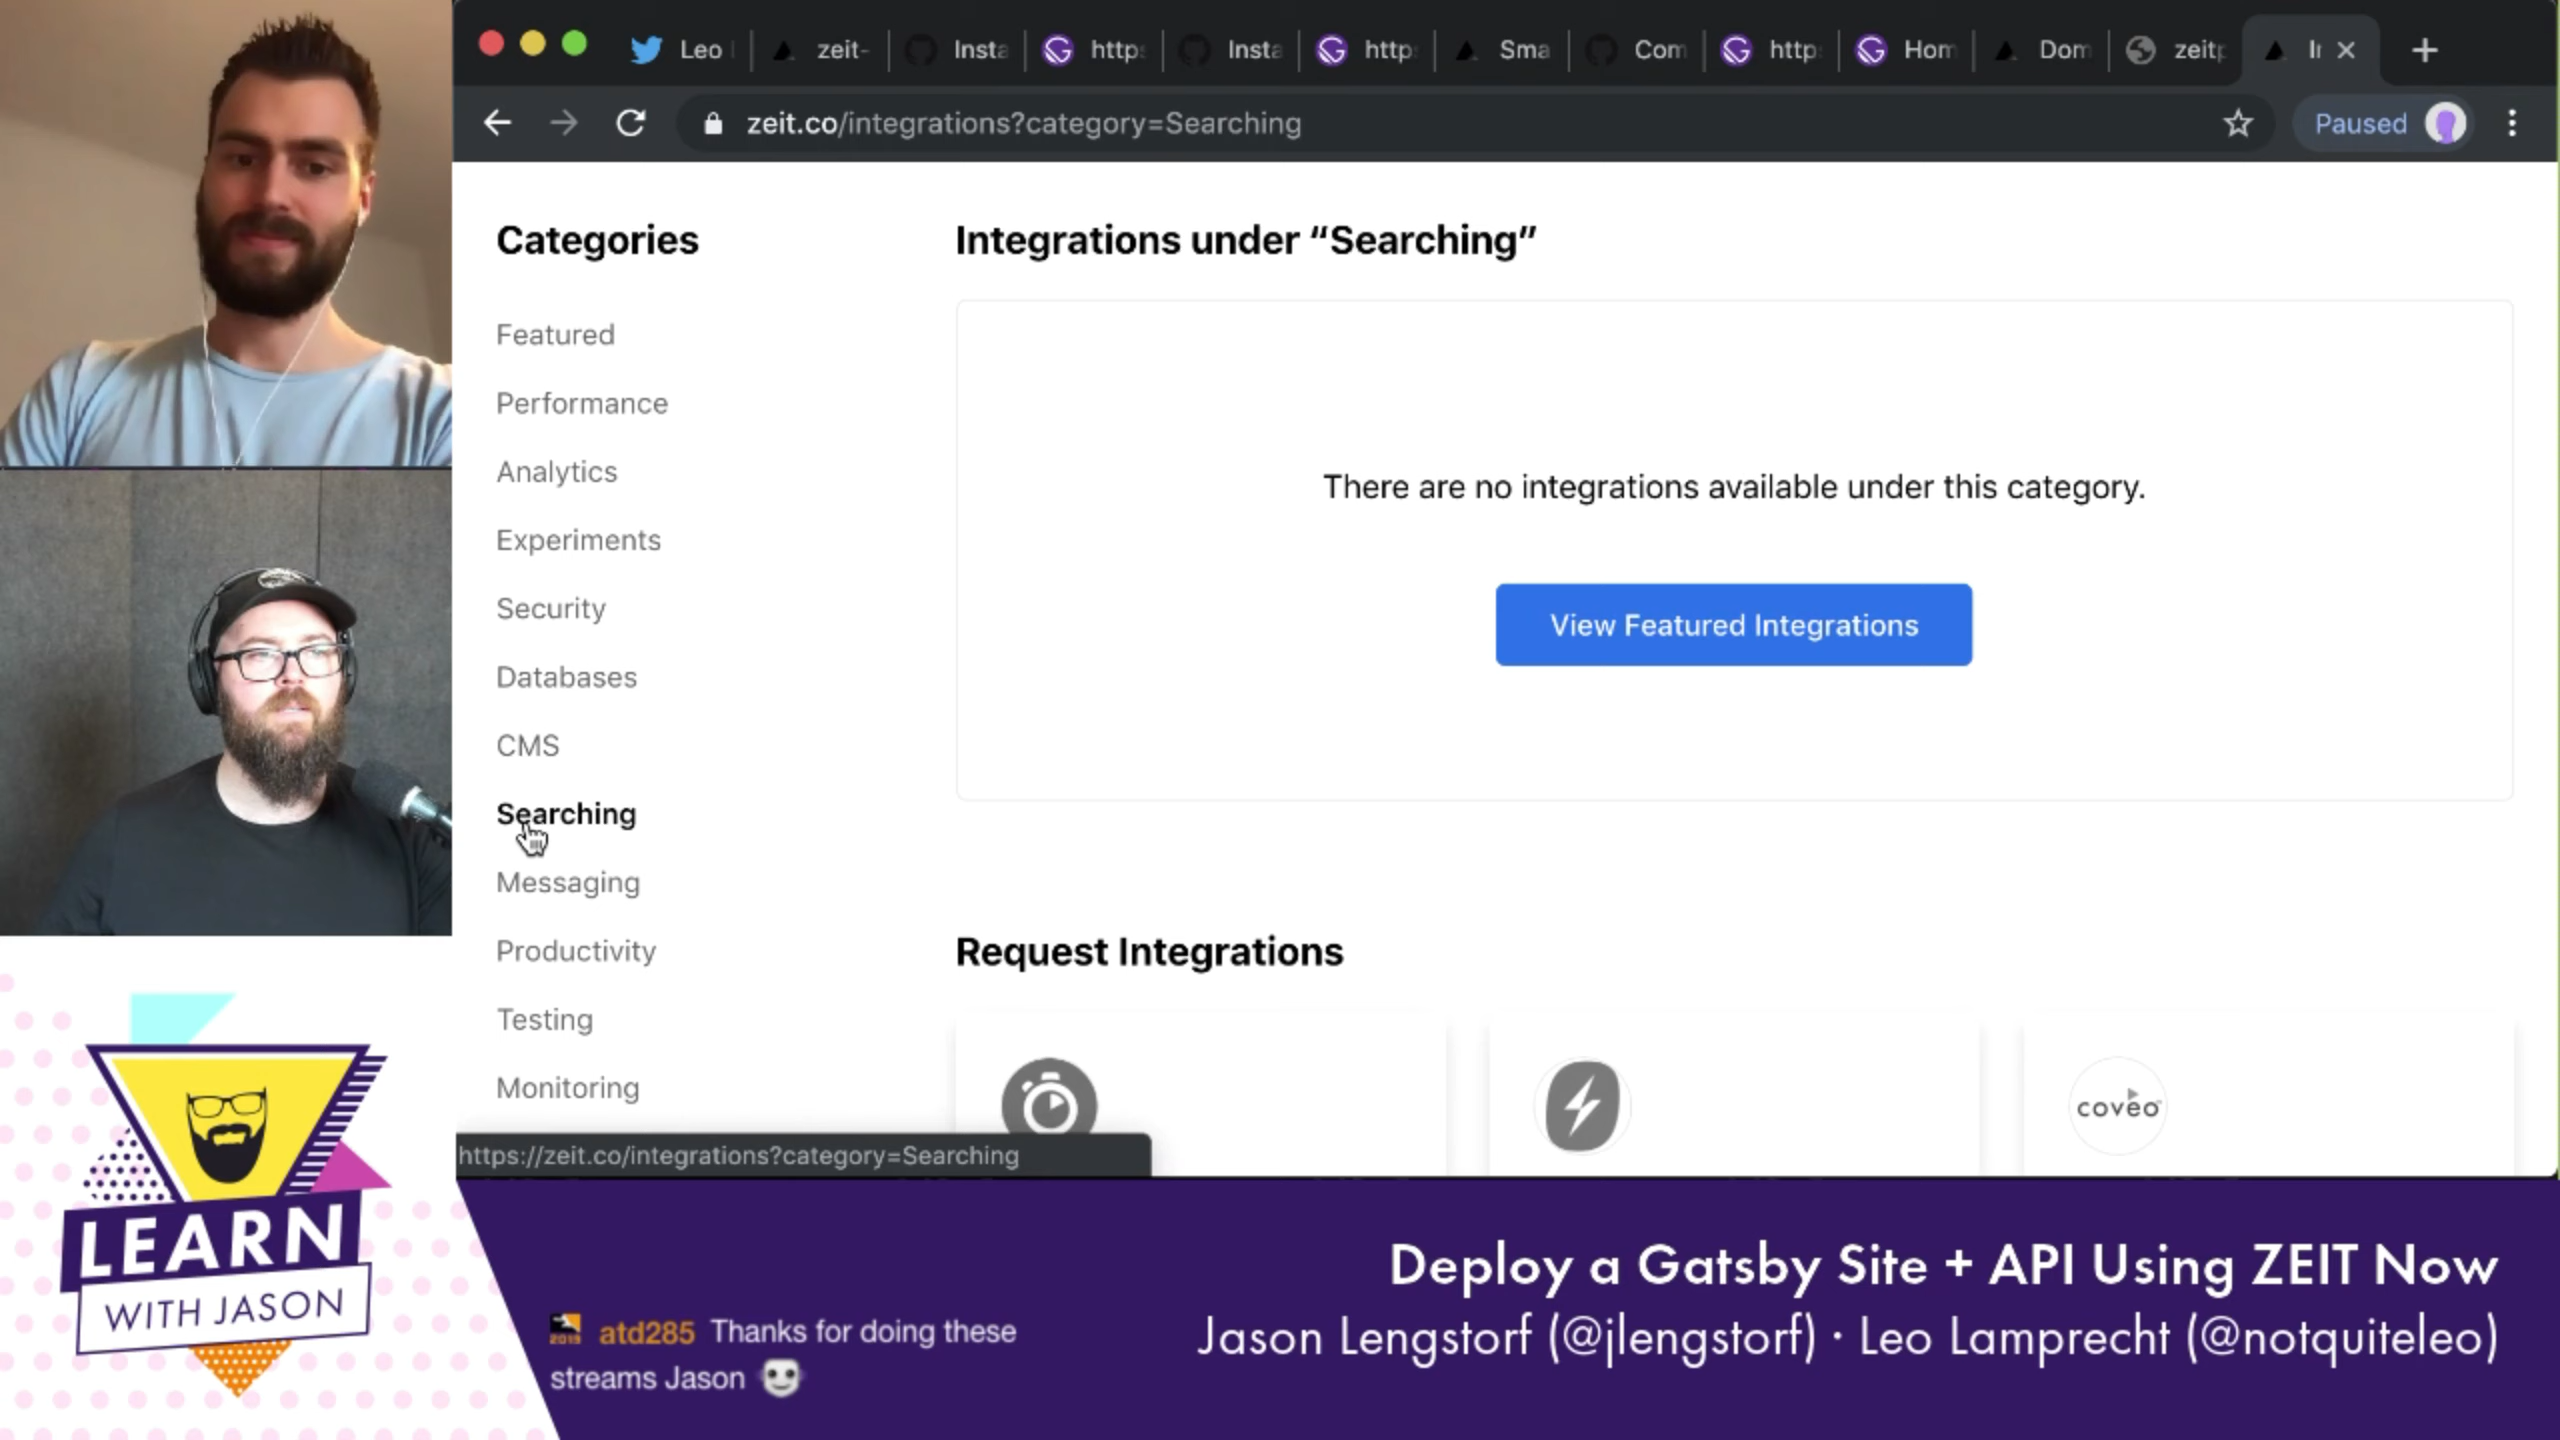 Leo
zeit-
Insta
http:
Insta
http:
Sma
Com
http:
Hom
Dom
zeitp
zeit.co/integrations?category=Searching
Paused
Categories
Featured
Performance
Analytics
Experiments
Security
Databases
CMS
Searching
Messaging
Productivity
Testing
Monitoring
https://zeit.co/integrations?category=Searching
Integrations under “Searching”
There are no integrations available under this category.
View Featured Integrations
Request Integrations
coveo
LEARN
WITH JASON
2019 atd285 Thanks for doing these
streams Jason
Deploy a Gatsby Site + API Using ZEIT Now
Jason Lengstorf (@jlengstorf) · Leo Lamprecht (@notquiteleo)